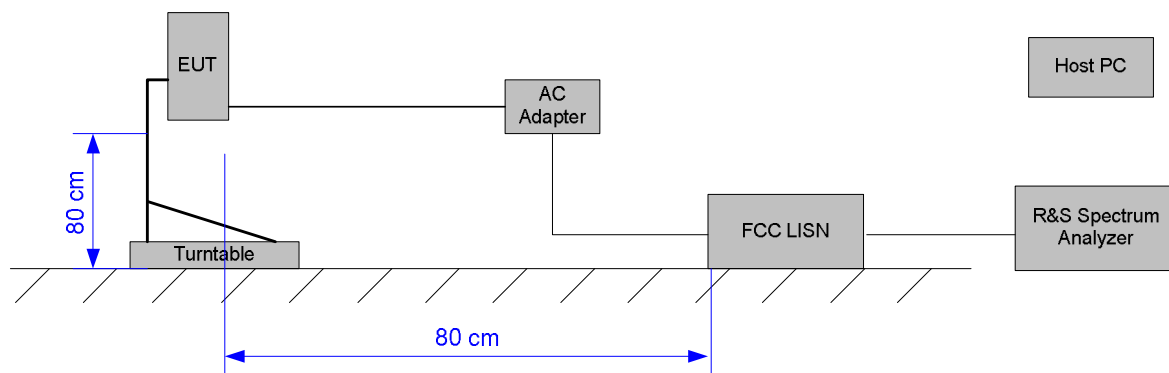 EUT
AC
Adapter
Host PC
80 cm
Turntable
FCC LISN
R&S Spectrum
Analyzer
80 cm